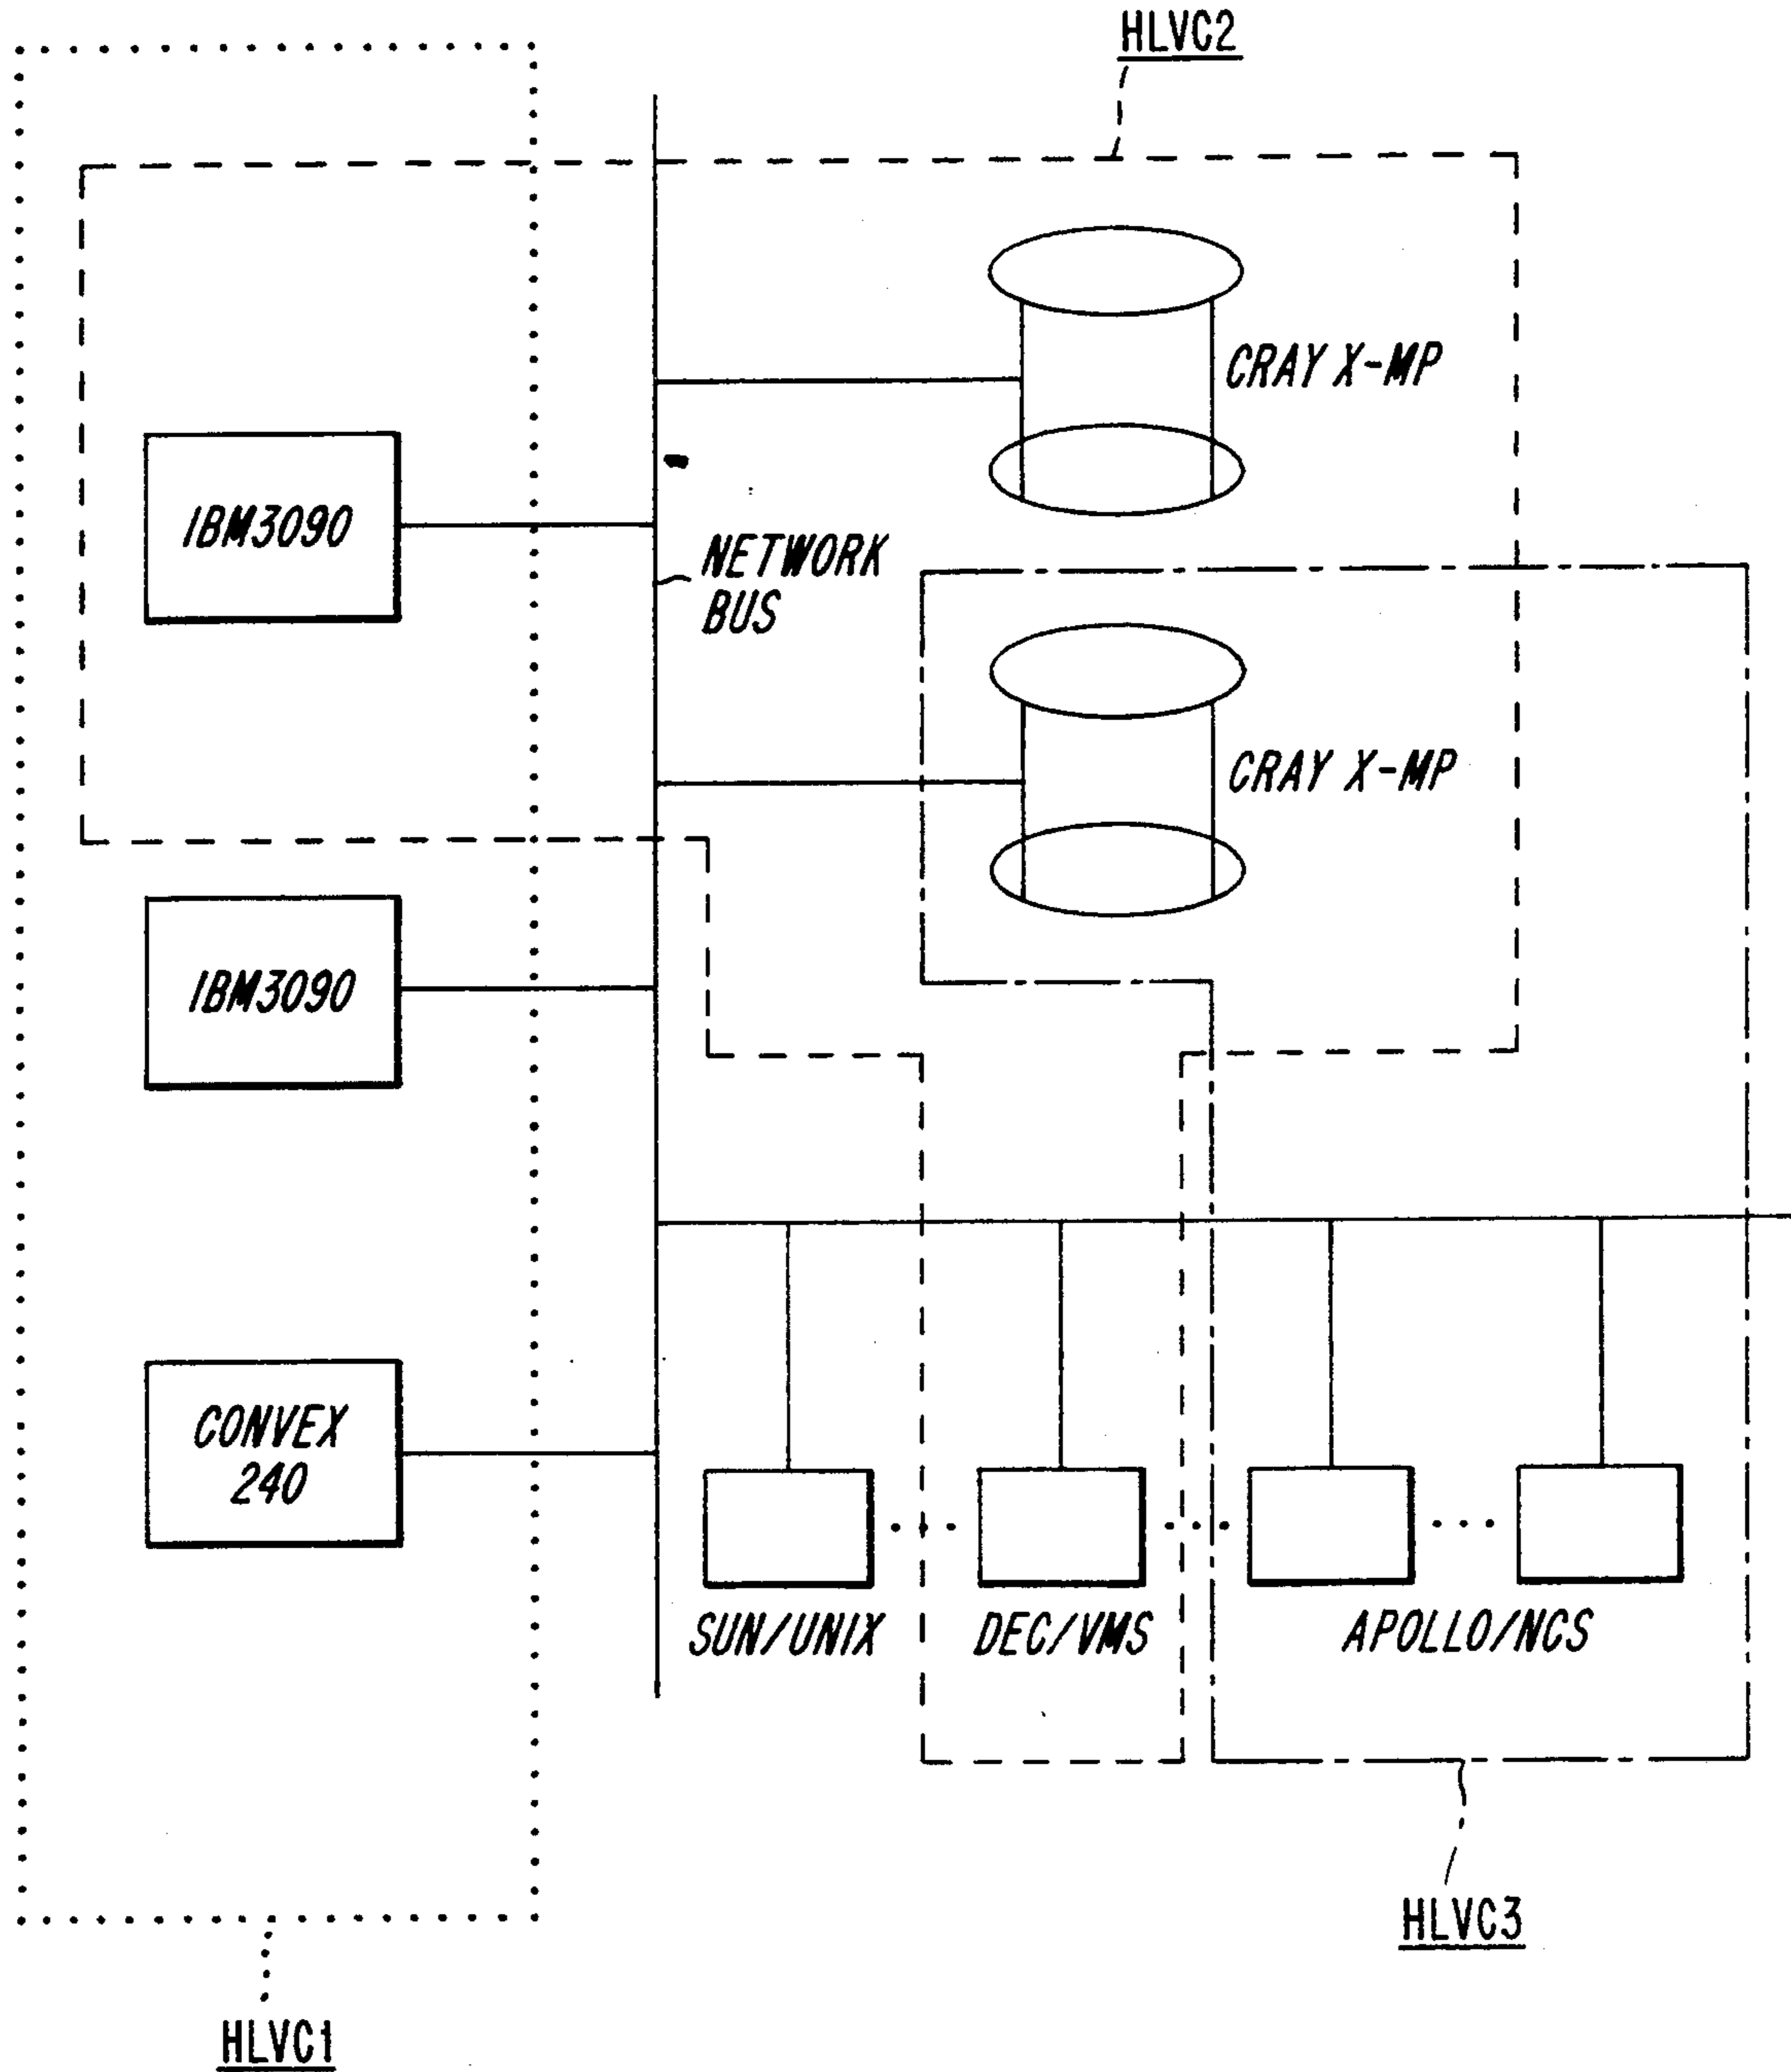 HLVC2
CRAY X-MP
IBM3090
NETWORK
BUS
CRAY X-MP
IBM3090
CONVEX
240
SUN/UNIX
DEC/VMS
APOLLO/NCS
HLVC3
HLVC1